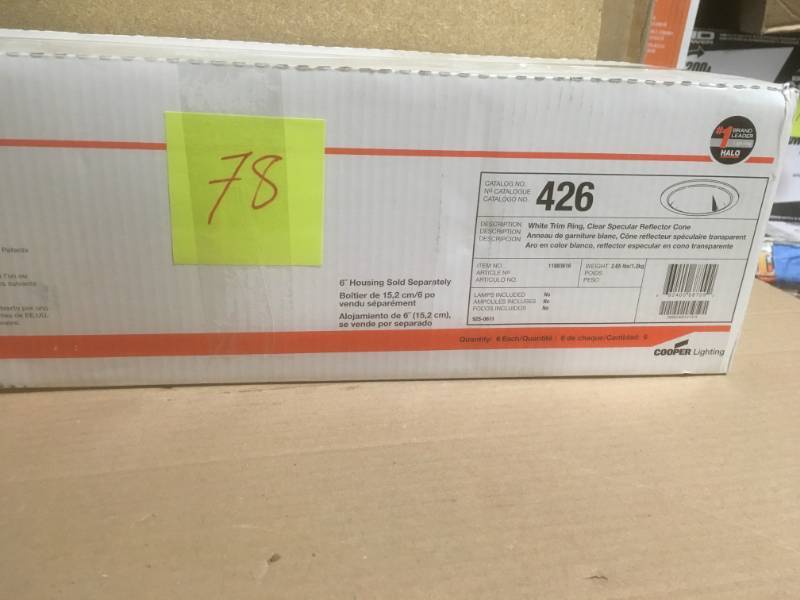 78
#1 BRAND
LEADER
HALO
CATALOG NO.
Nº CATALOGUE
CATALOGO NO.
426
DESCRIPTION White Trim Ring, Clear Specular Reflector Cone
DESCRIPTION Anneau de garniture blanc, Cône reflecteur spéculaire transparent
DESCRIPCION Aro en color blanco, reflector especular en cono transparente
ITEM NO.
ARTICLE Nº
ARTICULO NO.
WEIGHT
POIDS
PESO
LAMPS INCLUDED No
AMPOULES INCLUSES No
FOCOS INCLUIDOS No
6" Housing Sold Separately
Boîtier de 15,2 cm/6 po
vendu séparément
Alojamiento de 6" (15,2 cm),
se vende por separado
Quantity: 6 Each/Quantité : 6 de chaque/Cantidad: 6
COOPER Lighting